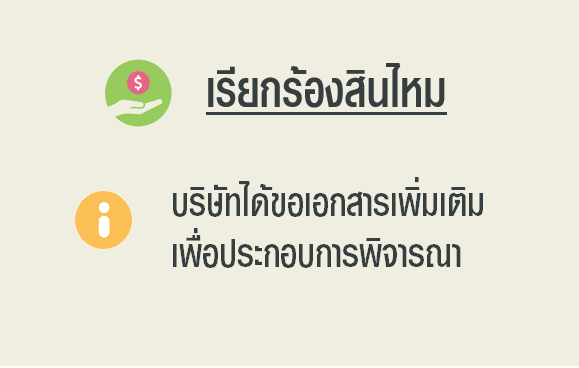 เรียกร้องสินไหม
บริษัทได้ขอเอกสารเพิ่มเติม
เพื่อประกอบการพิจารณา